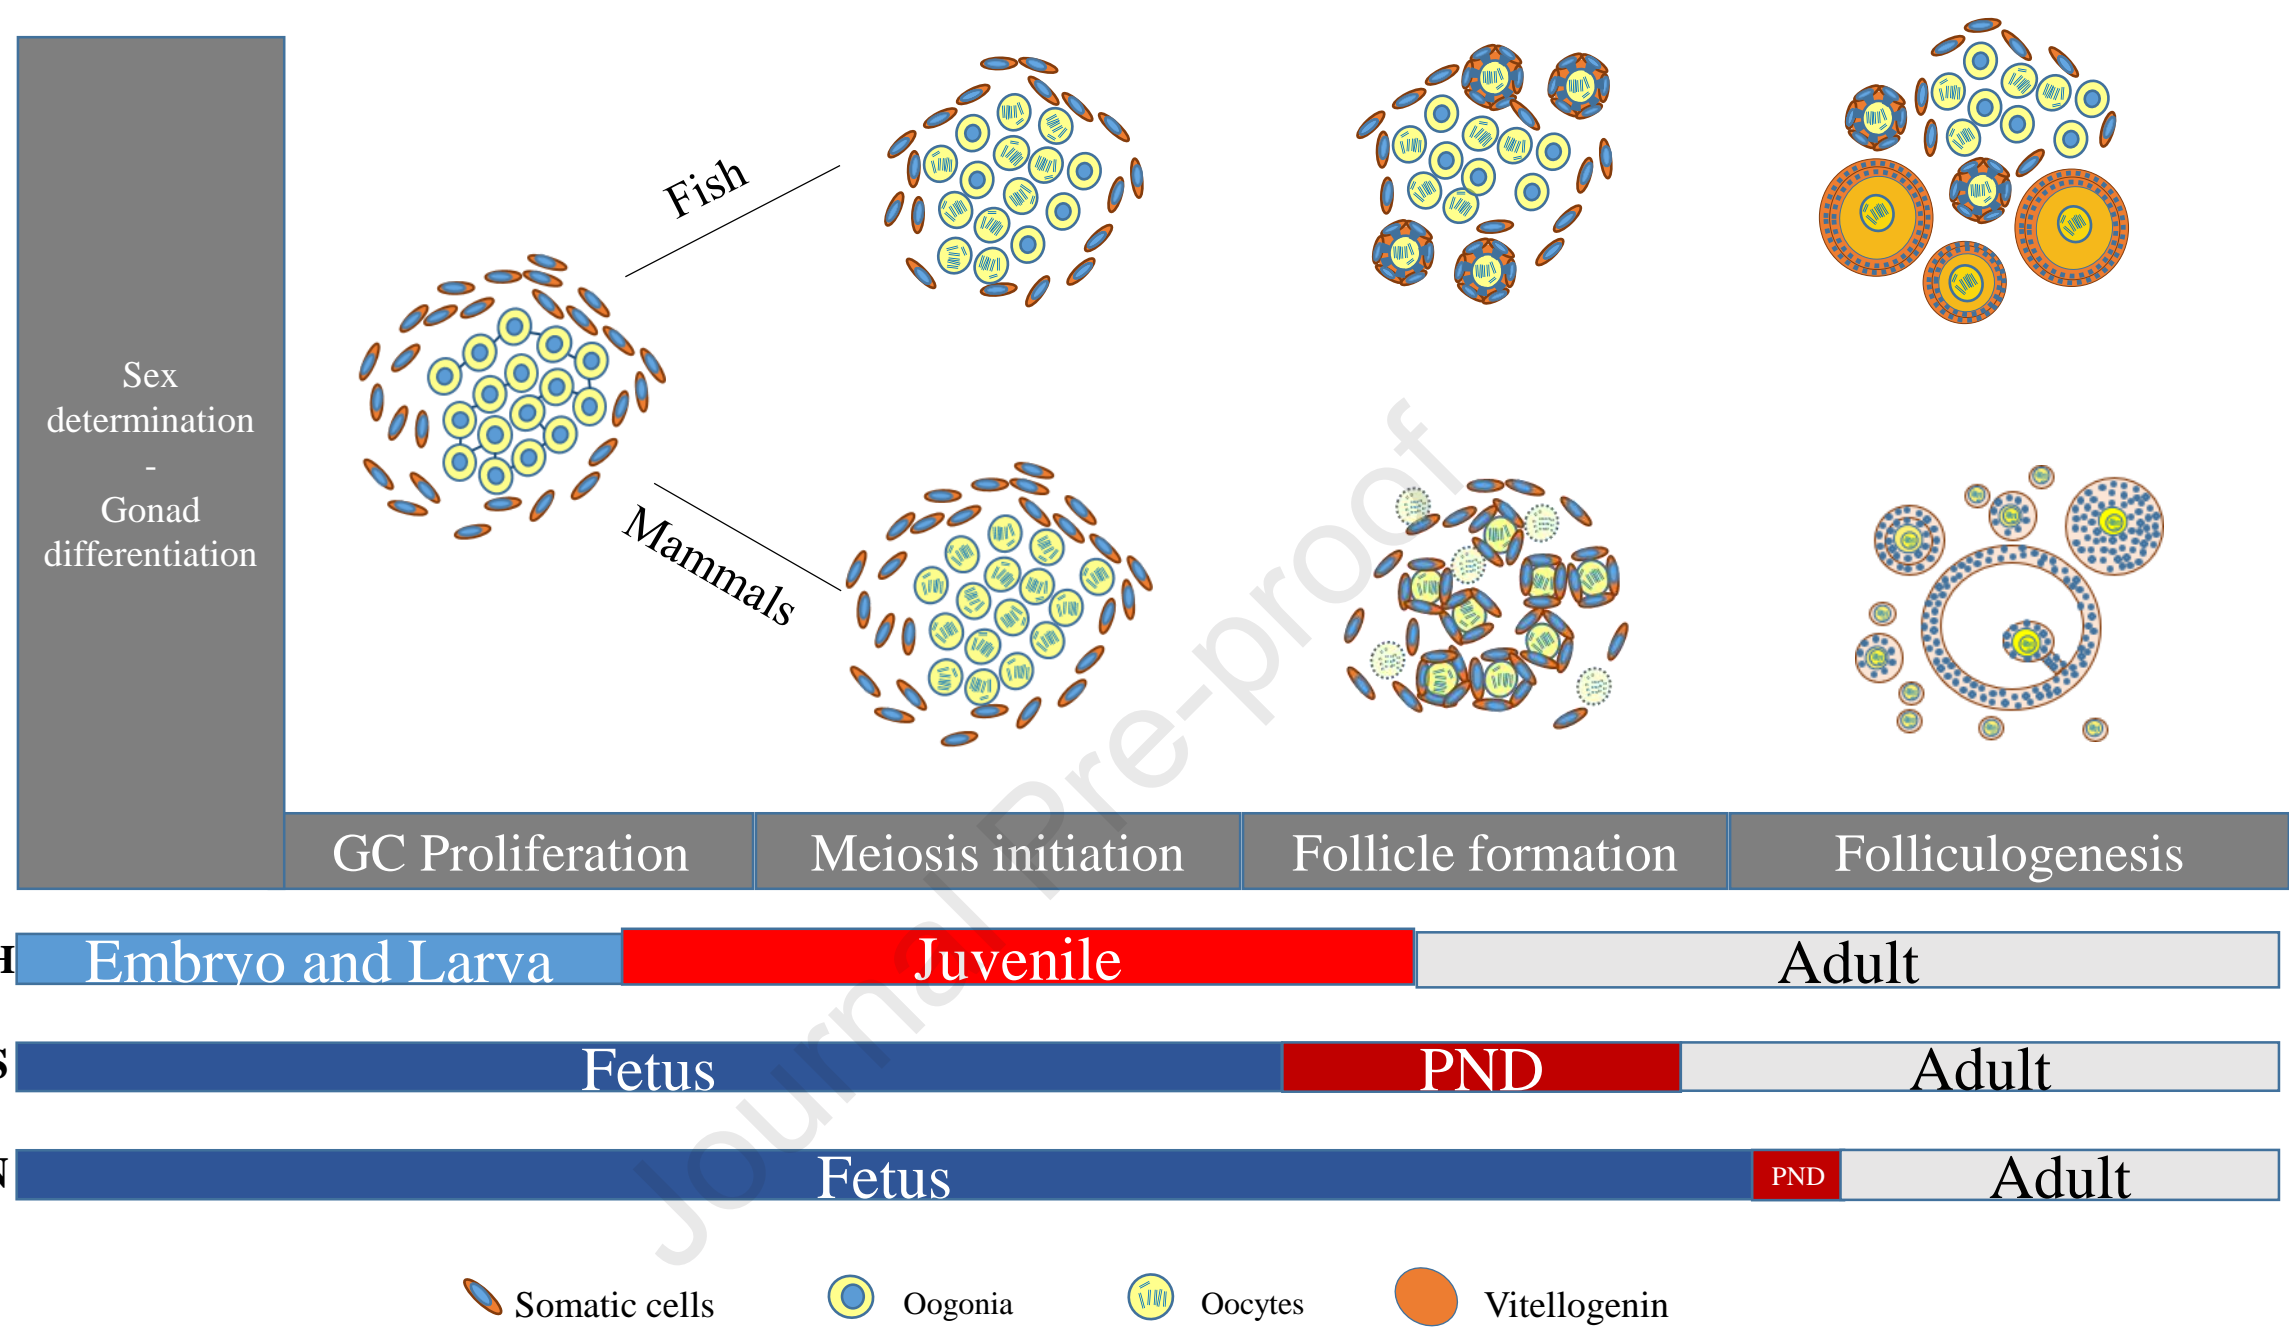 Fish
Mammals
Sex
determination
-
Gonad
differentiation
GC Proliferation
Meiosis initiation
Follicle formation
Folliculogenesis
H
Embryo and Larva
Juvenile
Adult
S
Fetus
PND
Adult
N
Fetus
PND
Adult
Somatic cells
Oogonia
Oocytes
Vitellogenin
Journal Pre-proof